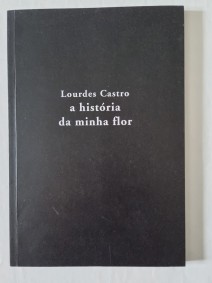 Lourdes Castro
a história
da minha flor